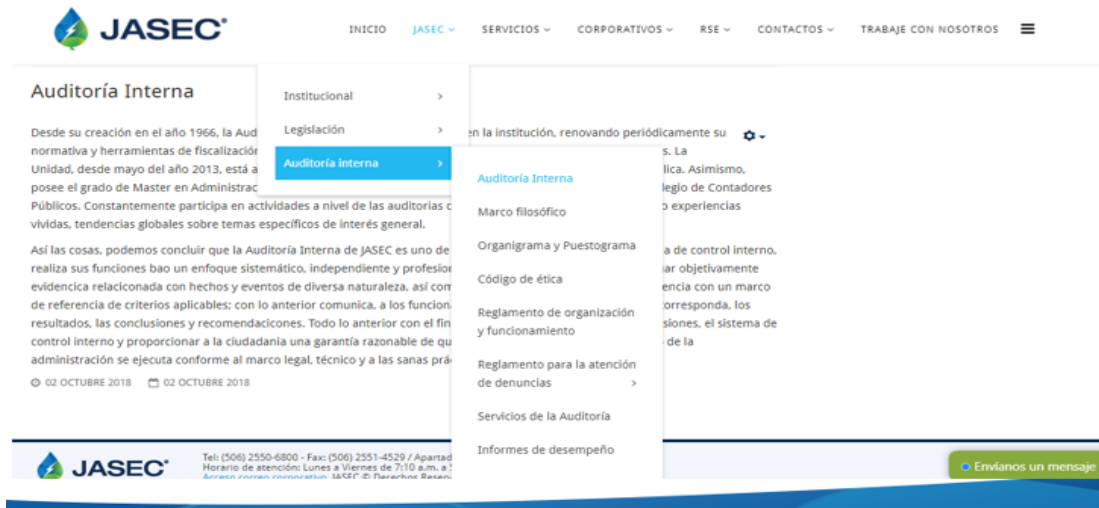 JASEC
INICIO JASEC SERVICIOS CORPORATIVOS RSE CONTACTOS TRABAJE CON NOSOTROS
Auditoría Interna
Institucional
Legislación
Auditoría interna
Auditoría Interna
Marco filosófico
Organigrama y Puestograma
Código de ética
Reglamento de organización
y funcionamiento
Reglamento para la atención
de denuncias
Servicios de la Auditoría
Informes de desempeño
Desde su creación en el año 1966, la Aud en la institución, renovando periódicamente su
normativa y herramientas de fiscalización s. La
Unidad, desde mayo del año 2013, está a lica. Asimismo,
posee el grado de Master en Administrac legio de Contadores
Públicos. Constantemente participa en actividades a nivel de las auditorias o experiencias
vividas, tendencias globales sobre temas específicos de interés general.
Así las cosas, podemos concluir que la Auditoría Interna de JASEC es uno de a de control interno,
realiza sus funciones bao un enfoque sistemático, independiente y profesior ar objetivamente
evidencica relaciconada con hechos y eventos de diversa naturaleza, así com encia con un marco
de referencia de criterios aplicables; con lo anterior comunica, a los funciona orresponda, los
resultados, las conclusiones y recomendacicones. Todo lo anterior con el fin siones, el sistema de
control interno y proporcionar a la ciudadania una garantía razonable de qu de la
administración se ejecuta conforme al marco legal, técnico y a las sanas prá
02 OCTUBRE 2018 02 OCTUBRE 2018
JASEC
Tel: (506) 2550-6800 - Fax: (506) 2551-4529 / Apartad
Horario de atención: Lunes a Viernes de 7:10 a.m. a
Acceso correo corporativo. JASEC © Derechos Reser
Envíanos un mensaje